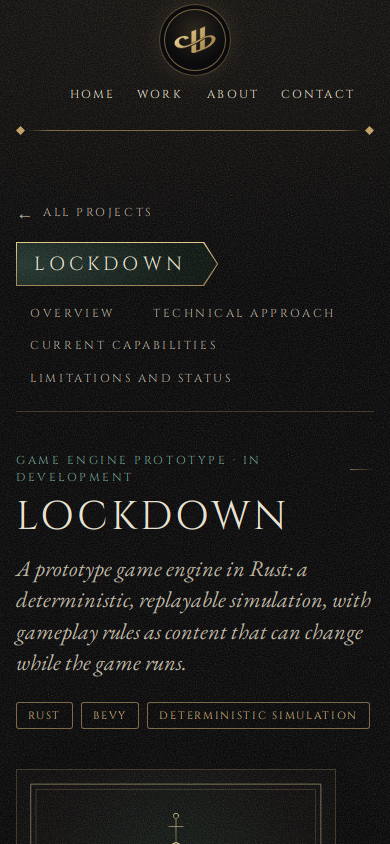 HOME WORK ABOUT CONTACT
← ALL PROJECTS
LOCKDOWN
OVERVIEW TECHNICAL APPROACH
CURRENT CAPABILITIES
LIMITATIONS AND STATUS
GAME ENGINE PROTOTYPE · IN
DEVELOPMENT
LOCKDOWN
A prototype game engine in Rust: a
deterministic, replayable simulation, with
gameplay rules as content that can change
while the game runs.
RUST BEVY DETERMINISTIC SIMULATION